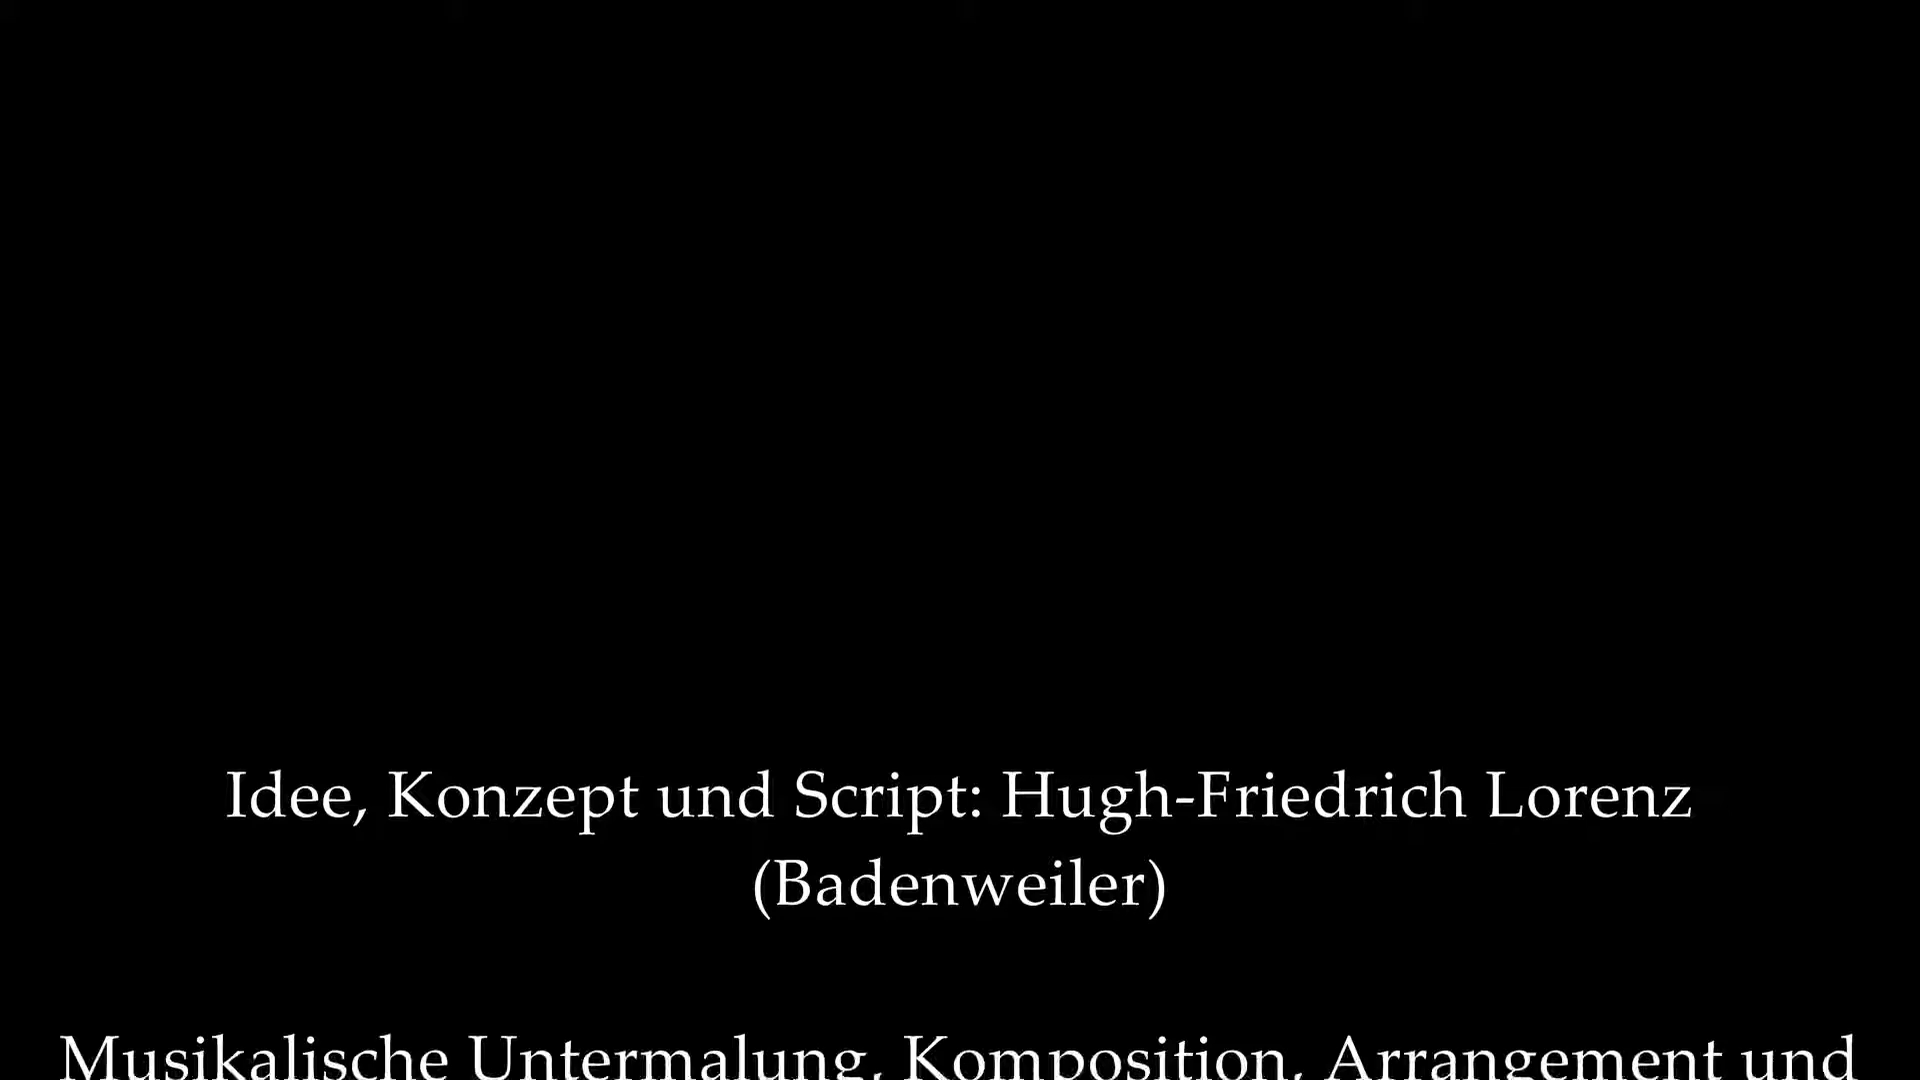 Idee, Konzept und Script: Hugh-Friedrich Lorenz
(Badenweiler)
Musikalische Untermalung, Komposition, Arrangement und